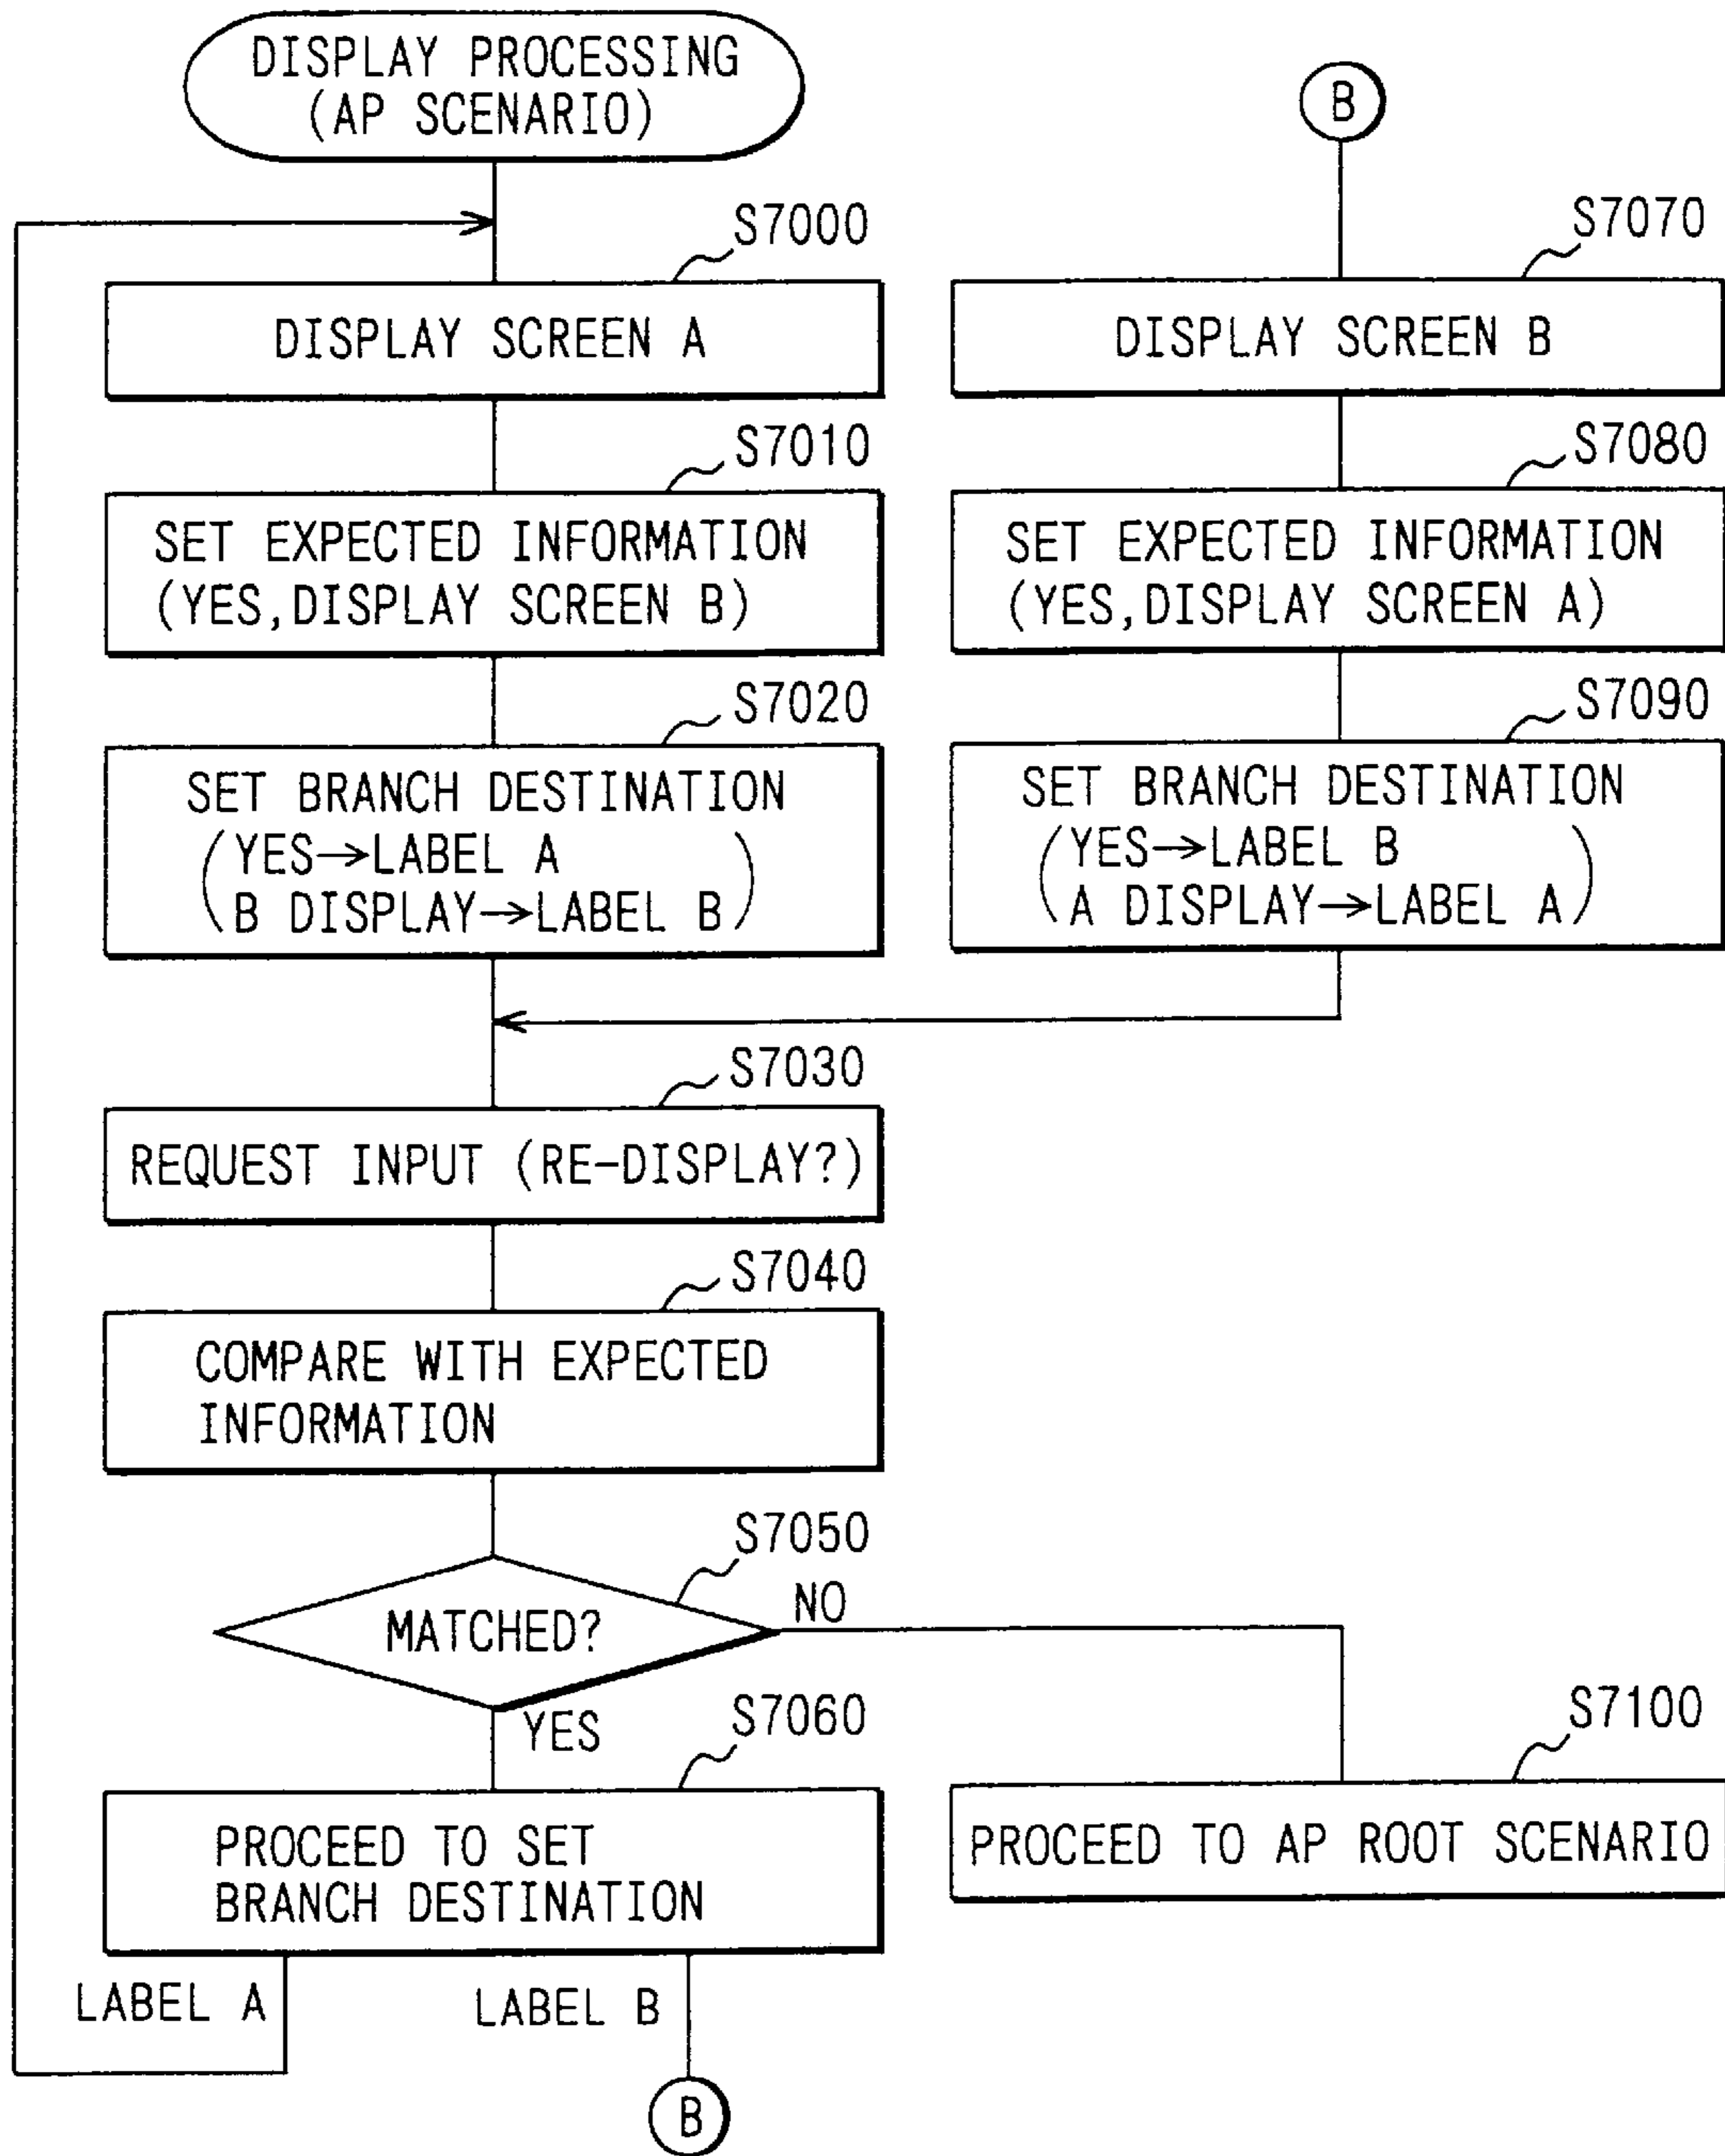 DISPLAY PROCESSING
(AP SCENARIO)
S7000
DISPLAY SCREEN A
S7010
SET EXPECTED INFORMATION
(YES,DISPLAY SCREEN B)
S7020
SET BRANCH DESTINATION
(YES→LABEL A
B DISPLAY→LABEL B)
S7030
REQUEST INPUT (RE-DISPLAY?)
S7040
COMPARE WITH EXPECTED
INFORMATION
S7050
MATCHED?
NO
YES
S7060
PROCEED TO SET
BRANCH DESTINATION
LABEL A
LABEL B
B
B
S7070
DISPLAY SCREEN B
S7080
SET EXPECTED INFORMATION
(YES,DISPLAY SCREEN A)
S7090
SET BRANCH DESTINATION
(YES→LABEL B
A DISPLAY→LABEL A)
S7100
PROCEED TO AP ROOT SCENARIO